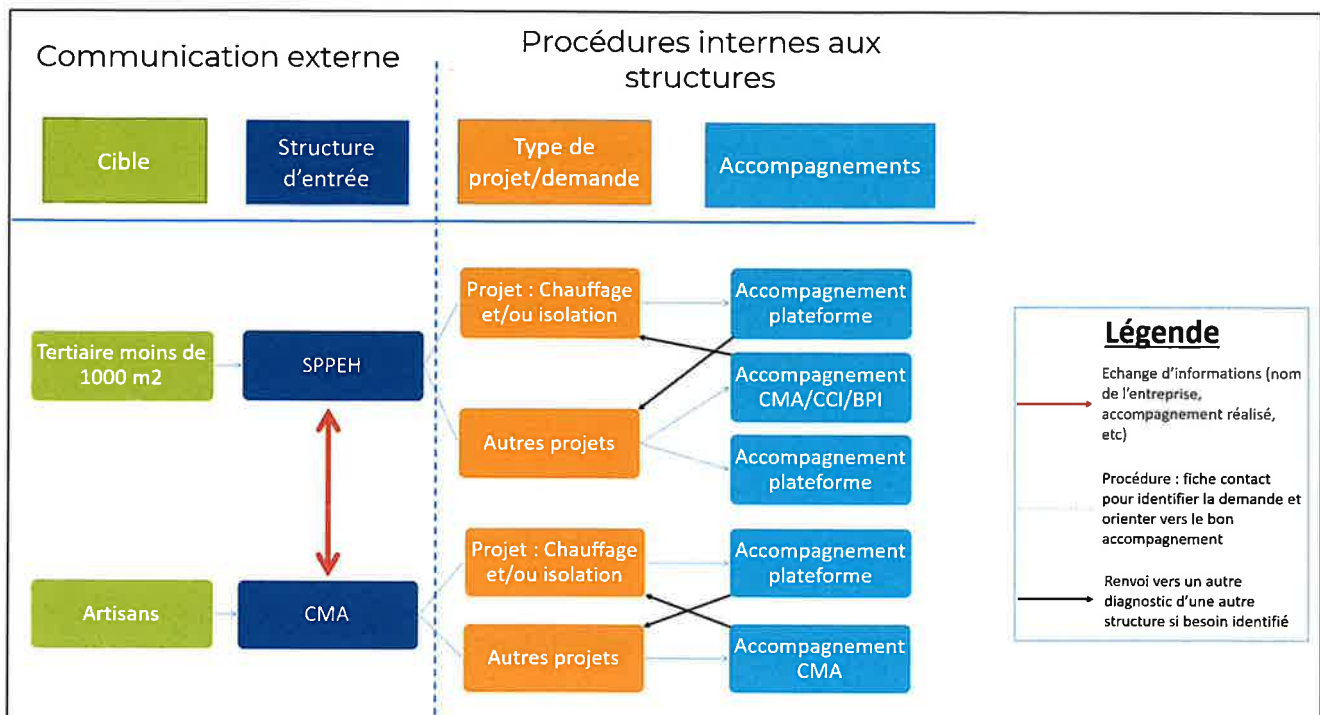 Communication externe
Procédures internes aux
structures
Cible
Structure
d'entrée
Type de
projet/demande
Accompagnements
Tertiaire moins de
1000 m2
SPPEH
Projet : Chauffage
et/ou isolation
Accompagnement
plateforme
Accompagnement
CMA/CCI/BPI
Autres projets
Accompagnement
plateforme
Artisans
CMA
Projet : Chauffage
et/ou isolation
Accompagnement
plateforme
Autres projets
Accompagnement
CMA
Légende
Echange d'informations (nom
de l'entreprise,
accompagnement réalisé,
etc)
Procédure : fiche contact
pour identifier la demande et
orienter vers le bon
accompagnement
Renvoi vers un autre
diagnostic d'une autre
structure si besoin identifié